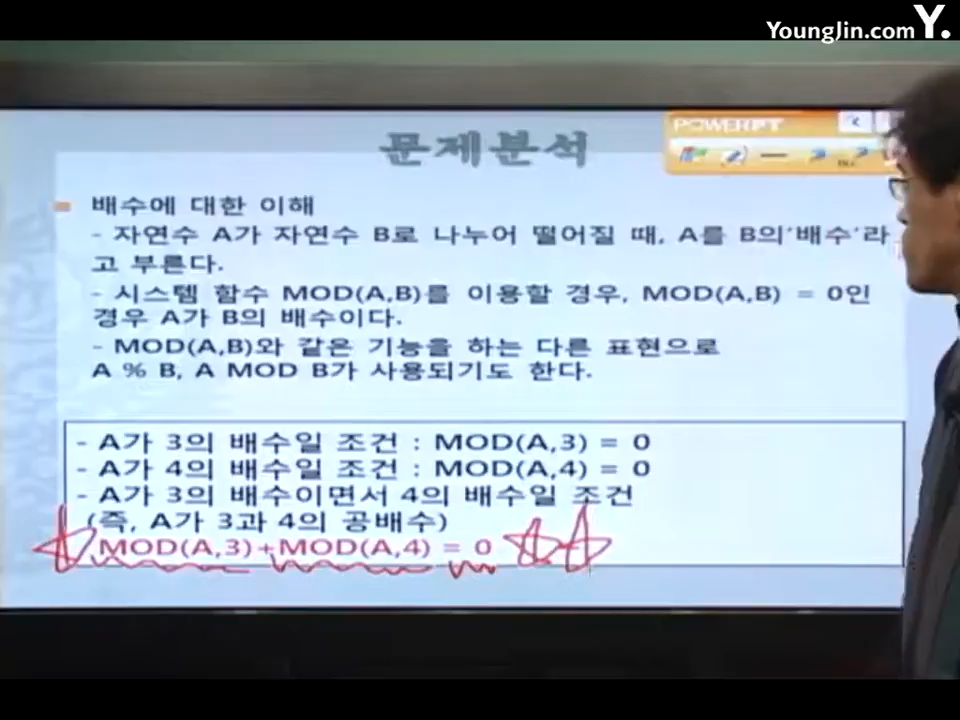 YoungJin.com Y.
문제분석
POWERPT
배수에 대한 이해
- 자연수 A가 자연수 B로 나누어 떨어질 때, A를 B의'배수'라
고 부른다.
- 시스템 함수 MOD(A,B)를 이용할 경우, MOD(A,B) = 0인
경우 A가 B의 배수이다.
- MOD(A,B)와 같은 기능을 하는 다른 표현으로
A % B, A MOD B가 사용되기도 한다.
- A가 3의 배수일 조건 : MOD(A,3) = 0
- A가 4의 배수일 조건 : MOD(A,4) = 0
- A가 3의 배수이면서 4의 배수일 조건
(즉, A가 3과 4의 공배수)
MOD(A,3)+MOD(A,4) = 0